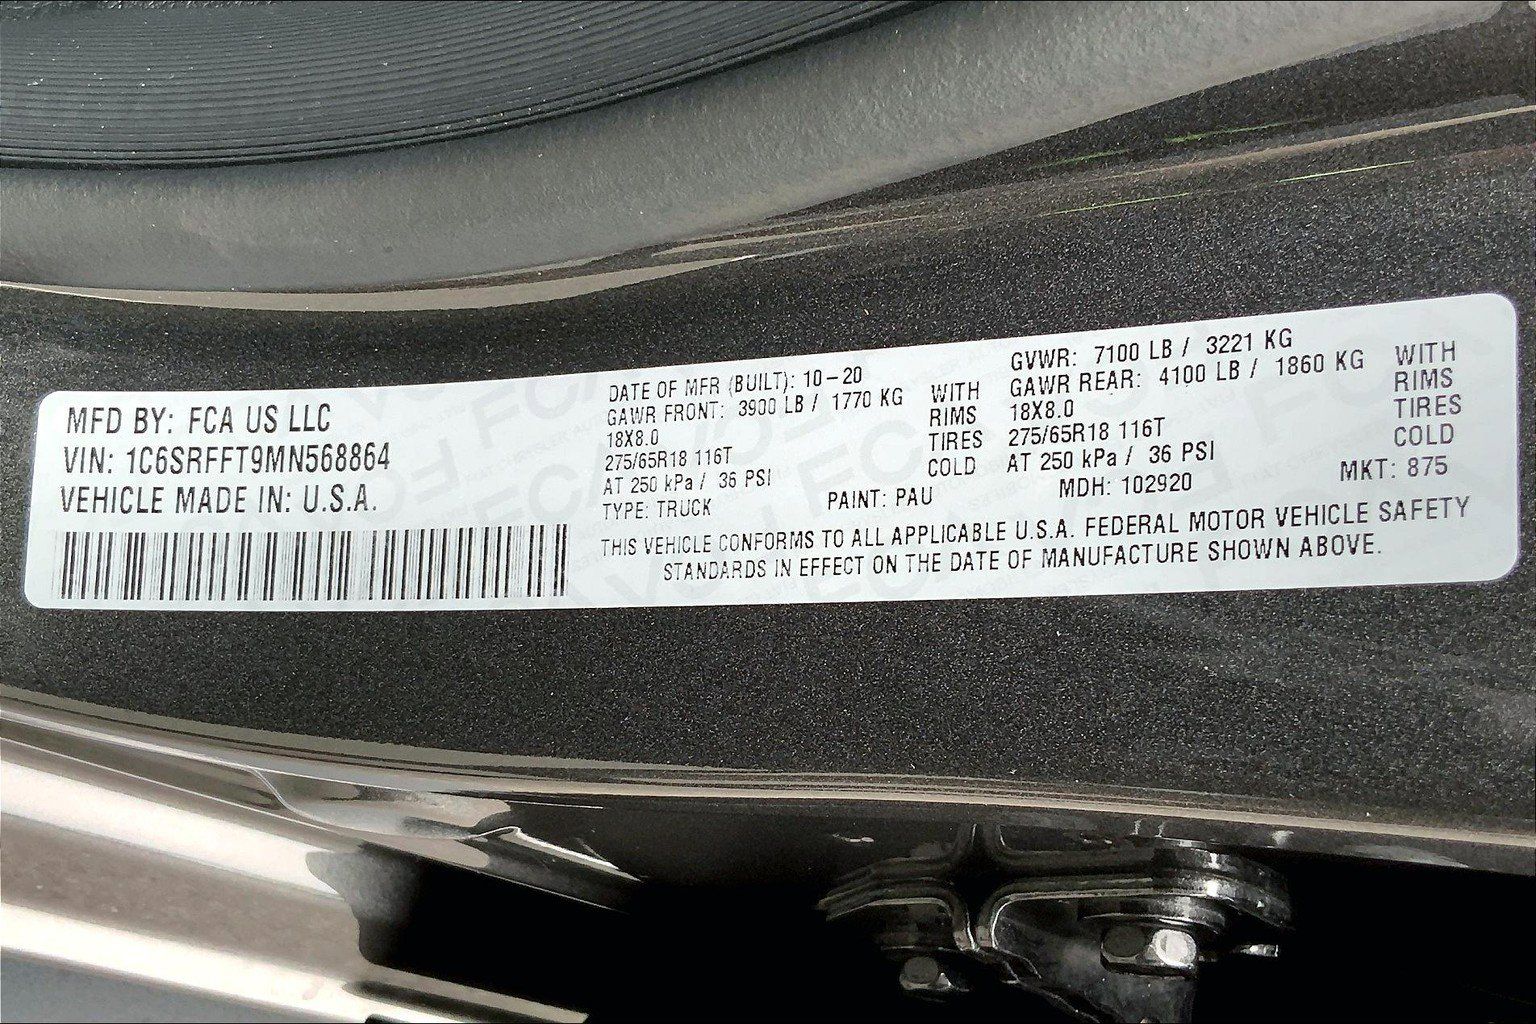 MFD BY: FCA US LLC
VIN: 1C6SRFFT9MN568864
VEHICLE MADE IN: U.S.A.
DATE OF MFR (BUILT): 10-20
GAWR FRONT: 3900 LB / 1770 KG WITH
18X8.0 RIMS
275/65R18 116T TIRES
AT 250 kPa / 36 PSI COLD
GVWR: 7100 LB / 3221 KG
GAWR REAR: 4100 LB / 1860 KG WITH
18X8.0 RIMS
275/65R18 116T TIRES
AT 250 kPa / 36 PSI COLD
TYPE: TRUCK PAINT: PAU MDH: 102920 MKT: 875
THIS VEHICLE CONFORMS TO ALL APPLICABLE U.S.A. FEDERAL MOTOR VEHICLE SAFETY
STANDARDS IN EFFECT ON THE DATE OF MANUFACTURE SHOWN ABOVE.